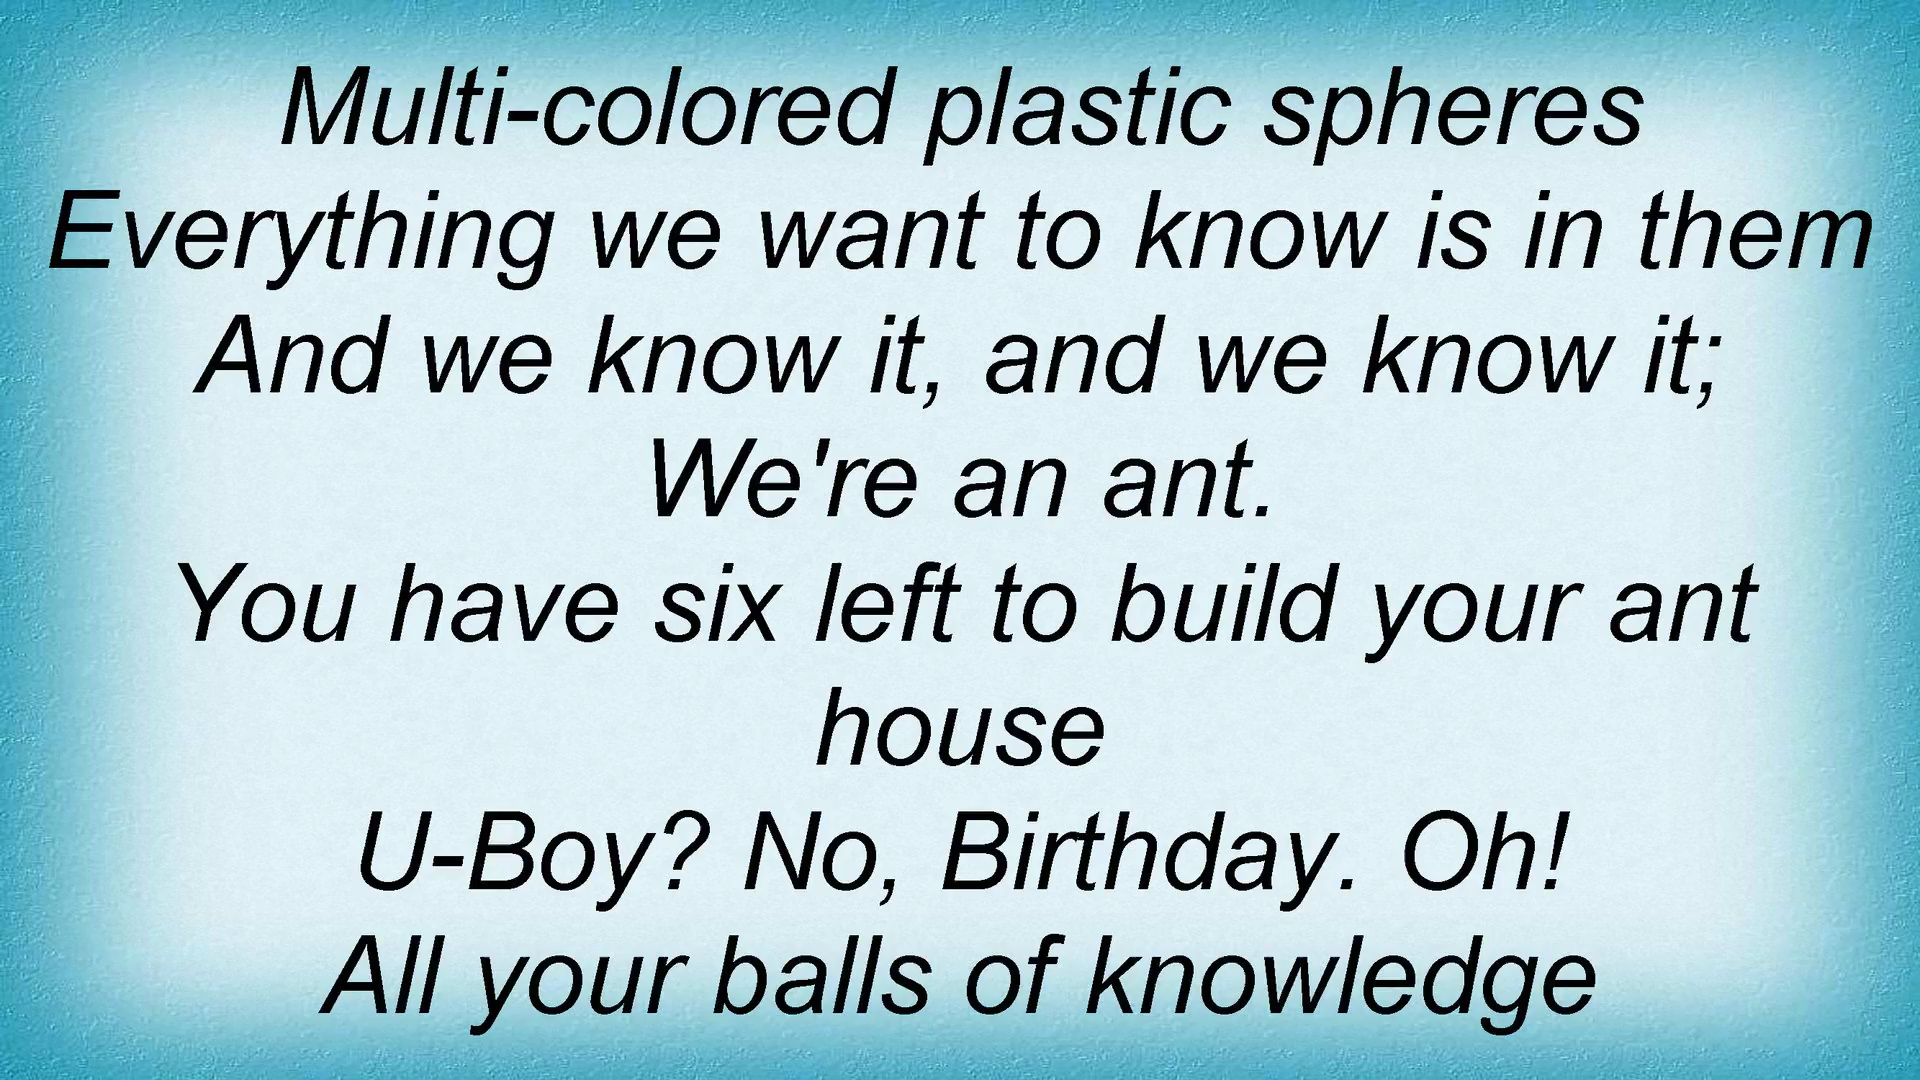 Multi-colored plastic spheres
Everything we want to know is in them
And we know it, and we know it;
We're an ant.
You have six left to build your ant
house
U-Boy? No, Birthday. Oh!
All your balls of knowledge